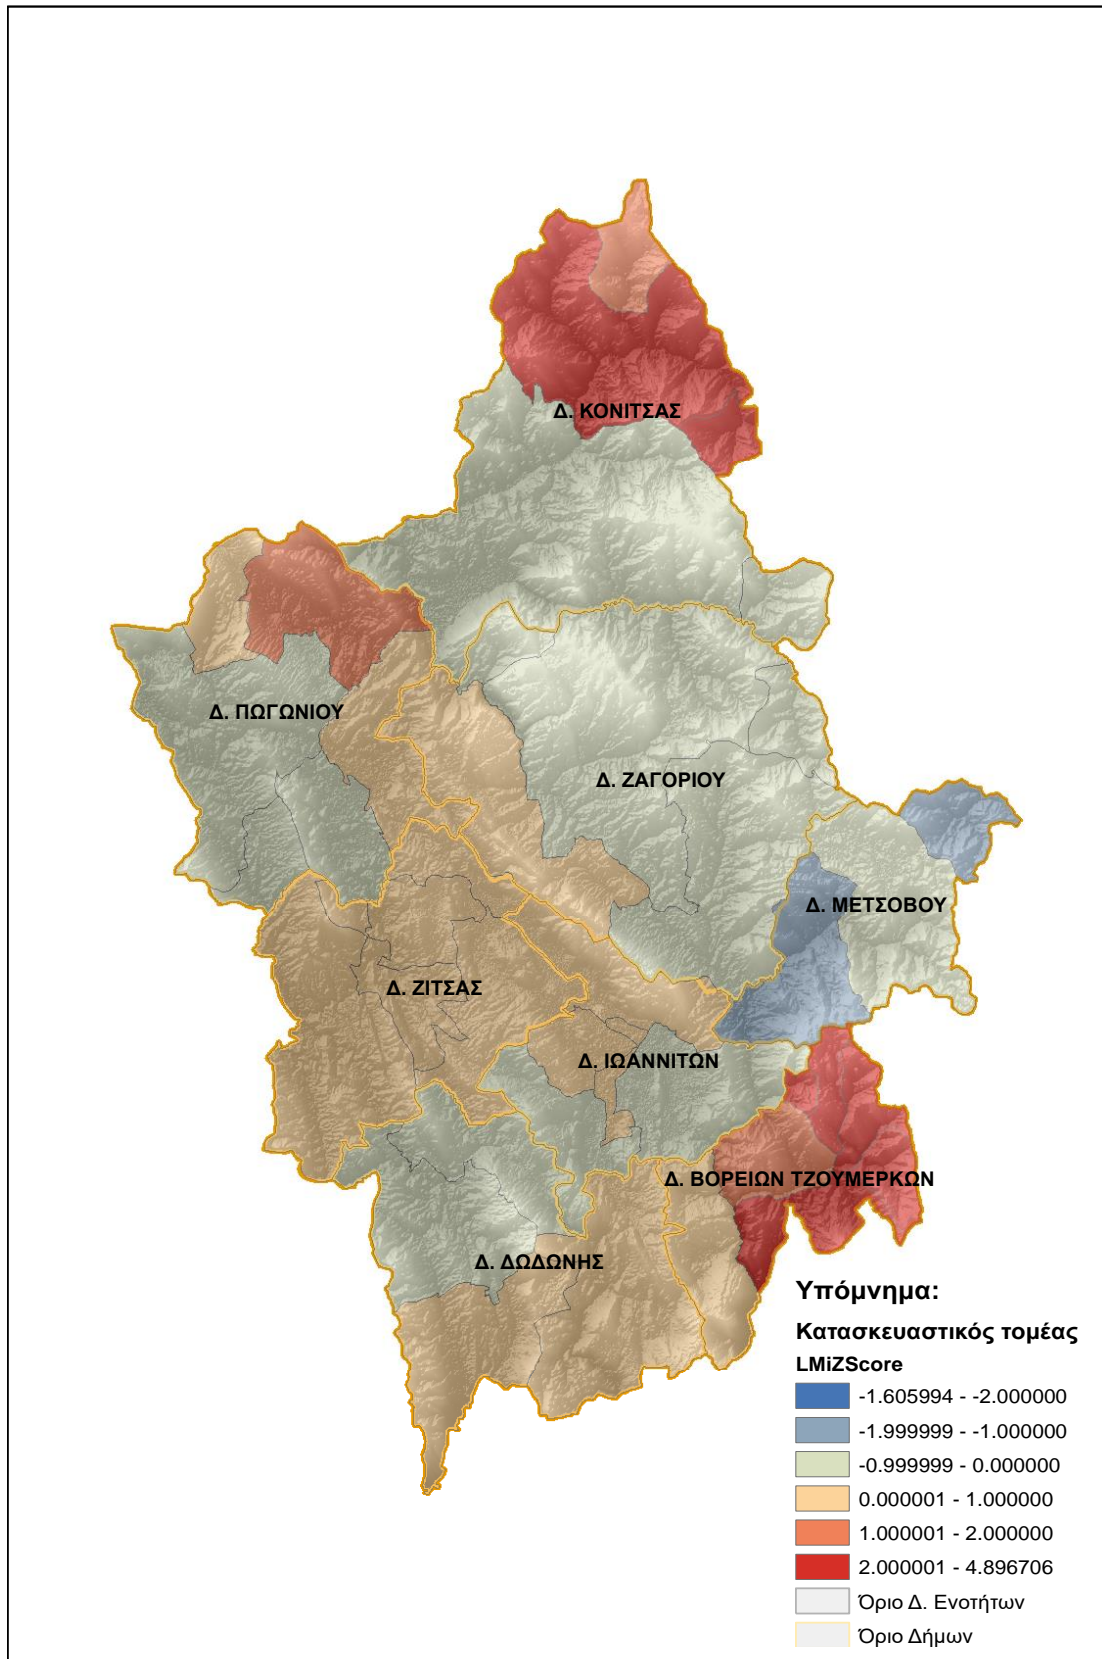 Δ. ΚΟΝΙΤΣΑΣ
Δ. ΠΩΓΩΝΙΟΥ
Δ. ΖΑΓΟΡΙΟΥ
Δ. ΜΕΤΣΟΒΟΥ
Δ. ΖΙΤΣΑΣ
Δ. ΙΩΑΝΝΙΤΩΝ
Δ. ΒΟΡΕΙΩΝ ΤΖΟΥΜΕΡΚΩΝ
Δ. ΔΩΔΩΝΗΣ
Υπόμνημα:
Κατασκευαστικός τομέας
LMiZScore
-1.605994 - -2.000000
-1.999999 - -1.000000
-0.999999 - 0.000000
0.000001 - 1.000000
1.000001 - 2.000000
2.000001 - 4.896706
Όριο Δ. Ενοτήτων
Όριο Δήμων